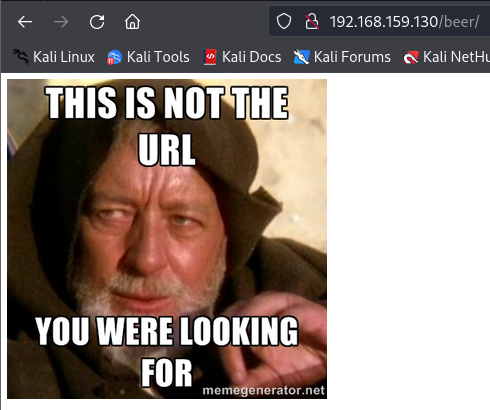 192.168.159.130/beer/
Kali Linux Kali Tools Kali Docs Kali Forums Kali NetHu
THIS IS NOT THE
URL
YOU WERE LOOKING
FOR
memegenerator.net